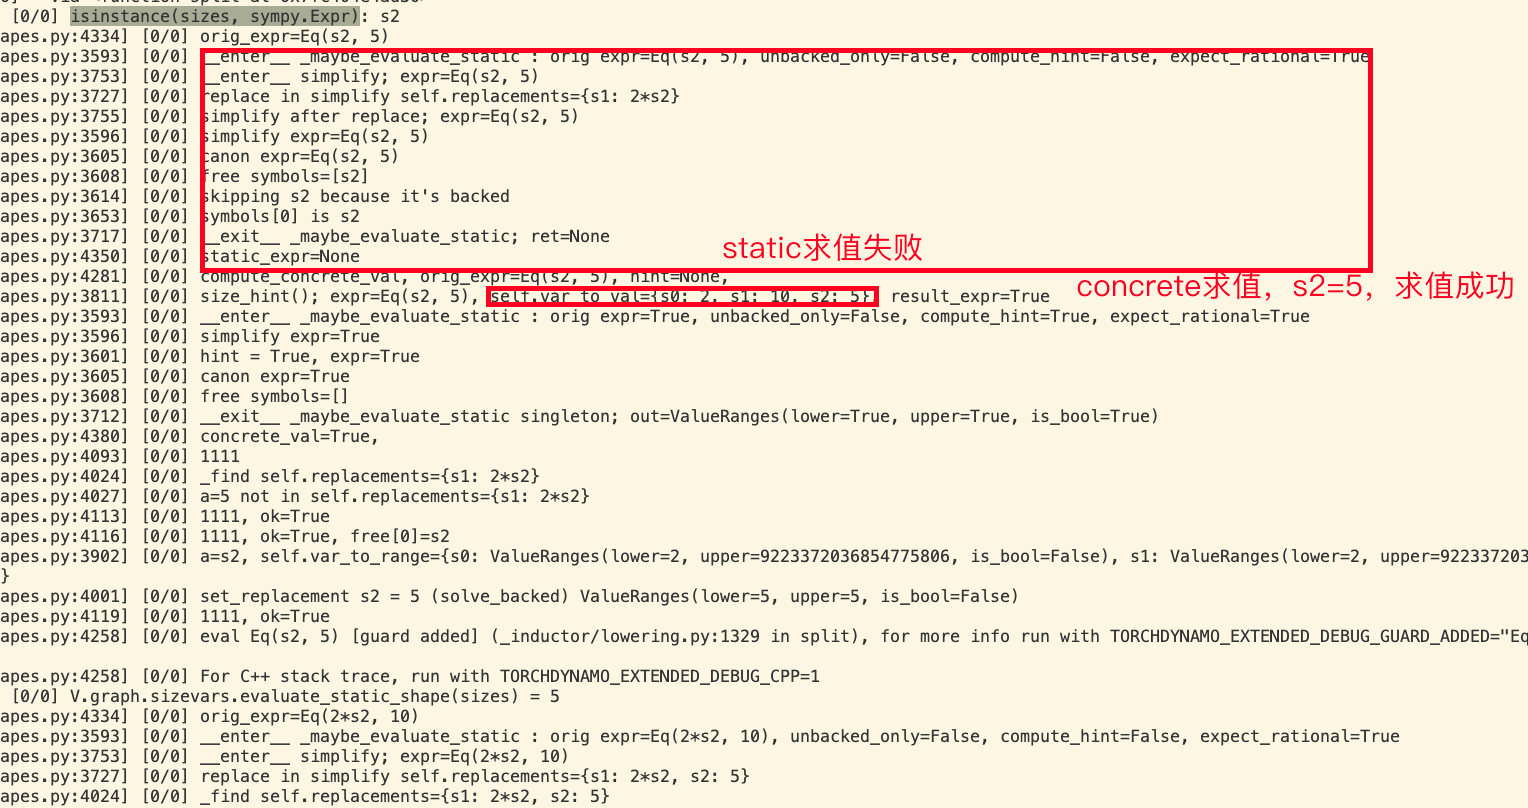 [0/0] isinstance(sizes, sympy.Expr): s2
apes.py:4334] [0/0] orig_expr=Eq(s2, 5)
apes.py:3593] [0/0] __enter__ _maybe_evaluate_static : orig expr=Eq(s2, 5), unbacked_only=False, compute_hint=False, expect_rational=True
apes.py:3753] [0/0] __enter__ simplify; expr=Eq(s2, 5)
apes.py:3727] [0/0] replace in simplify self.replacements={s1: 2*s2}
apes.py:3755] [0/0] simplify after replace; expr=Eq(s2, 5)
apes.py:3596] [0/0] simplify expr=Eq(s2, 5)
apes.py:3605] [0/0] canon expr=Eq(s2, 5)
apes.py:3608] [0/0] free symbols=[s2]
apes.py:3614] [0/0] skipping s2 because it's backed
apes.py:3653] [0/0] symbols[0] is s2
apes.py:3717] [0/0] __exit__ _maybe_evaluate_static; ret=None
static求值失败
apes.py:4350] [0/0] static_expr=None
apes.py:4281] [0/0] compute_concrete_val, orig_expr=Eq(s2, 5), hint=None,
apes.py:3811] [0/0] size_hint(); expr=Eq(s2, 5), self.var_to_val={s0: 2, s1: 10, s2: 5}, result_expr=True
concrete求值，s2=5，求值成功
apes.py:3593] [0/0] __enter__ _maybe_evaluate_static : orig expr=True, unbacked_only=False, compute_hint=True, expect_rational=True
apes.py:3596] [0/0] simplify expr=True
apes.py:3601] [0/0] hint = True, expr=True
apes.py:3605] [0/0] canon expr=True
apes.py:3608] [0/0] free symbols=[]
apes.py:3712] [0/0] __exit__ _maybe_evaluate_static singleton; out=ValueRanges(lower=True, upper=True, is_bool=True)
apes.py:4380] [0/0] concrete_val=True,
apes.py:4093] [0/0] 1111
apes.py:4024] [0/0] _find self.replacements={s1: 2*s2}
apes.py:4027] [0/0] a=5 not in self.replacements={s1: 2*s2}
apes.py:4113] [0/0] 1111, ok=True
apes.py:4116] [0/0] 1111, ok=True, free[0]=s2
apes.py:3902] [0/0] a=s2, self.var_to_range={s0: ValueRanges(lower=2, upper=9223372036854775806, is_bool=False), s1: ValueRanges(lower=2, upper=922337203
}
apes.py:4001] [0/0] set_replacement s2 = 5 (solve_backed) ValueRanges(lower=5, upper=5, is_bool=False)
apes.py:4119] [0/0] 1111, ok=True
apes.py:4258] [0/0] eval Eq(s2, 5) [guard added] (_inductor/lowering.py:1329 in split), for more info run with TORCHDYNAMO_EXTENDED_DEBUG_GUARD_ADDED="Eq
apes.py:4258] [0/0] For C++ stack trace, run with TORCHDYNAMO_EXTENDED_DEBUG_CPP=1
[0/0] V.graph.sizevars.evaluate_static_shape(sizes) = 5
apes.py:4334] [0/0] orig_expr=Eq(2*s2, 10)
apes.py:3593] [0/0] __enter__ _maybe_evaluate_static : orig expr=Eq(2*s2, 10), unbacked_only=False, compute_hint=False, expect_rational=True
apes.py:3753] [0/0] __enter__ simplify; expr=Eq(2*s2, 10)
apes.py:3727] [0/0] replace in simplify self.replacements={s1: 2*s2, s2: 5}
apes.py:4024] [0/0] _find self.replacements={s1: 2*s2, s2: 5}